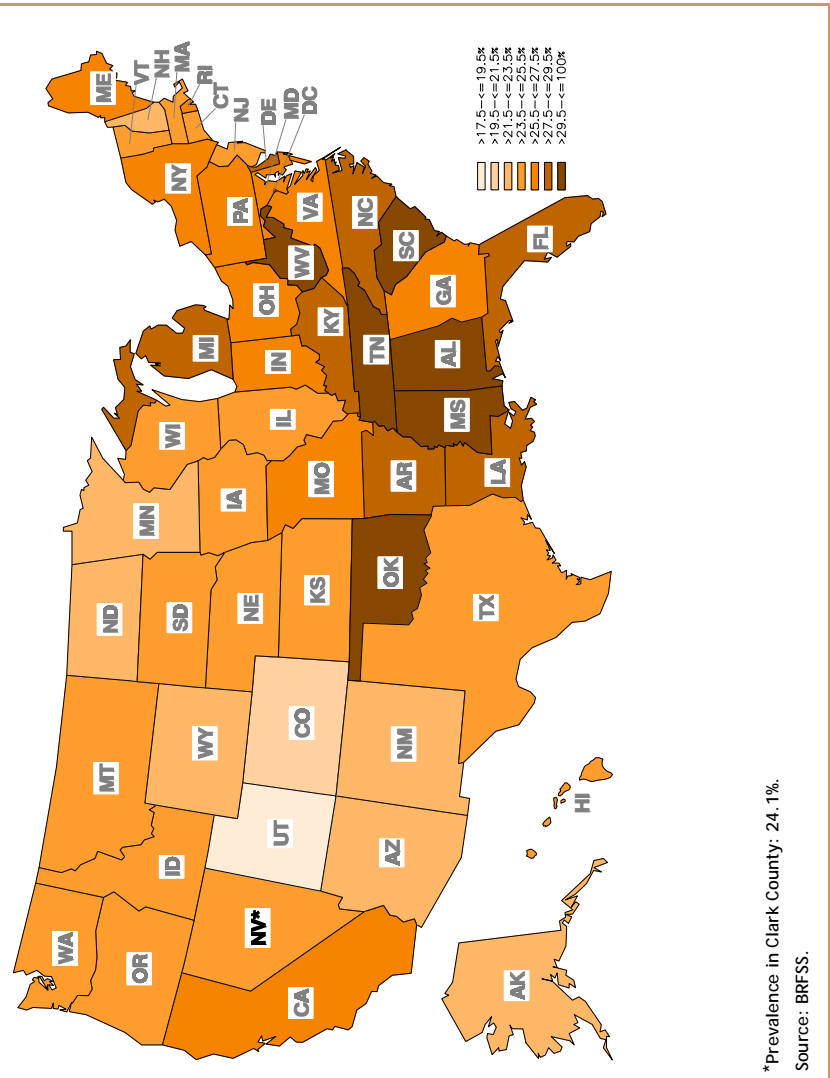 WA
OR
CA
NV*
ID
MT
WY
UT
CO
AZ
NM
ND
SD
NE
KS
OK
TX
MN
IA
MO
AR
LA
WI
IL
MI
IN
OH
KY
TN
MS
AL
GA
FL
SC
NC
VA
WV
PA
NY
ME
VT
NH
MA
RI
CT
NJ
DE
MD
DC
AK
HI
>17.5-<=19.5%
>19.5-<=21.5%
>21.5-<=23.5%
>23.5-<=25.5%
>25.5-<=27.5%
>27.5-<=29.5%
>29.5-<=100%
*Prevalence in Clark County: 24.1%.
Source: BRFSS.